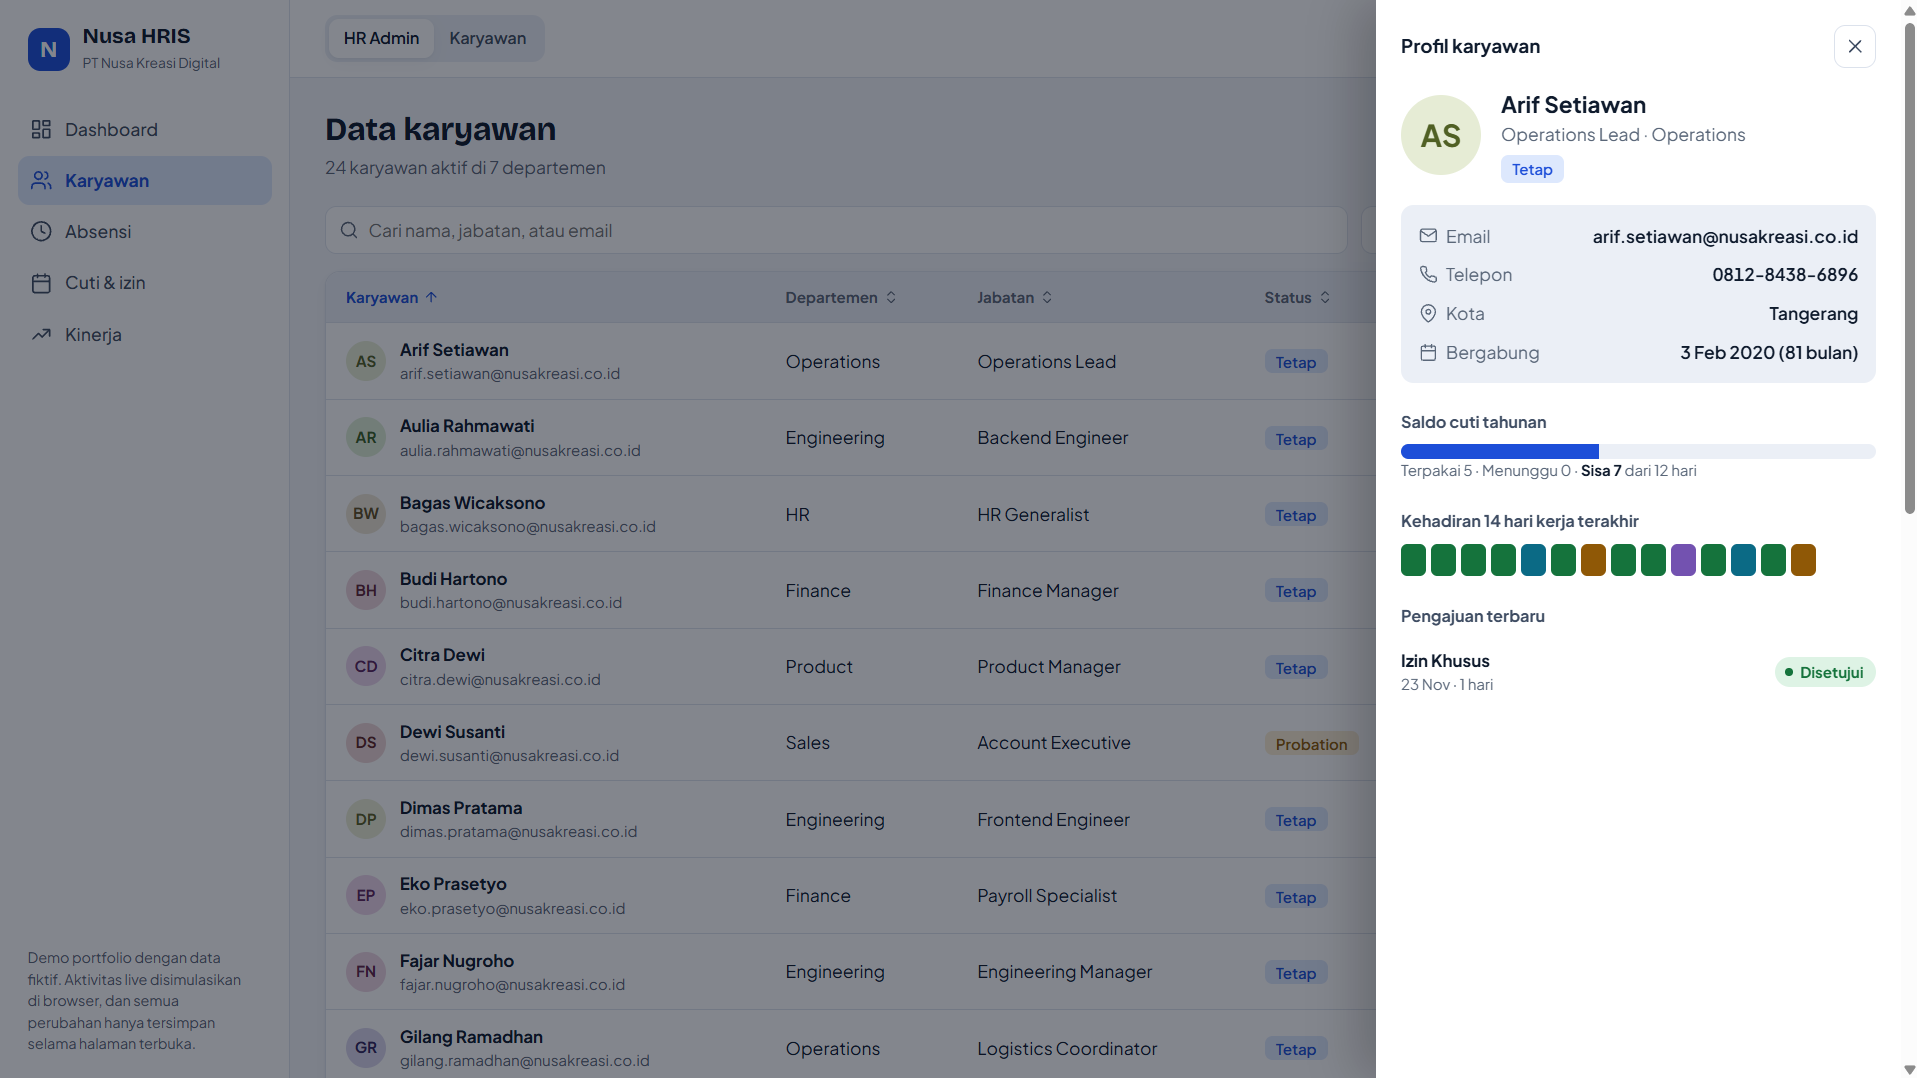 N
Nusa HRIS
PT Nusa Kreasi Digital
Dashboard
Karyawan
Absensi
Cuti & izin
Kinerja
Demo portfolio dengan data
fiktif. Aktivitas live disimulasikan
di browser, dan semua
perubahan hanya tersimpan
selama halaman terbuka.
HR Admin Karyawan
Data karyawan
24 karyawan aktif di 7 departemen
Cari nama, jabatan, atau email
Karyawan Departemen Jabatan Status
AS Arif Setiawan Operations Operations Lead Tetap
arif.setiawan@nusakreasi.co.id
AR Aulia Rahmawati Engineering Backend Engineer Tetap
aulia.rahmawati@nusakreasi.co.id
BW Bagas Wicaksono HR HR Generalist Tetap
bagas.wicaksono@nusakreasi.co.id
BH Budi Hartono Finance Finance Manager Tetap
budi.hartono@nusakreasi.co.id
CD Citra Dewi Product Product Manager Tetap
citra.dewi@nusakreasi.co.id
DS Dewi Susanti Sales Account Executive Probation
dewi.susanti@nusakreasi.co.id
DP Dimas Pratama Engineering Frontend Engineer Tetap
dimas.pratama@nusakreasi.co.id
EP Eko Prasetyo Finance Payroll Specialist Tetap
eko.prasetyo@nusakreasi.co.id
FN Fajar Nugroho Engineering Engineering Manager Tetap
fajar.nugroho@nusakreasi.co.id
GR Gilang Ramadhan Operations Logistics Coordinator Tetap
gilang.ramadhan@nusakreasi.co.id
Profil karyawan
AS
Arif Setiawan
Operations Lead · Operations
Tetap
Email arif.setiawan@nusakreasi.co.id
Telepon 0812-8438-6896
Kota Tangerang
Bergabung 3 Feb 2020 (81 bulan)
Saldo cuti tahunan
Terpakai 5 · Menunggu 0 · Sisa 7 dari 12 hari
Kehadiran 14 hari kerja terakhir
Pengajuan terbaru
Izin Khusus
23 Nov · 1 hari
Disetujui